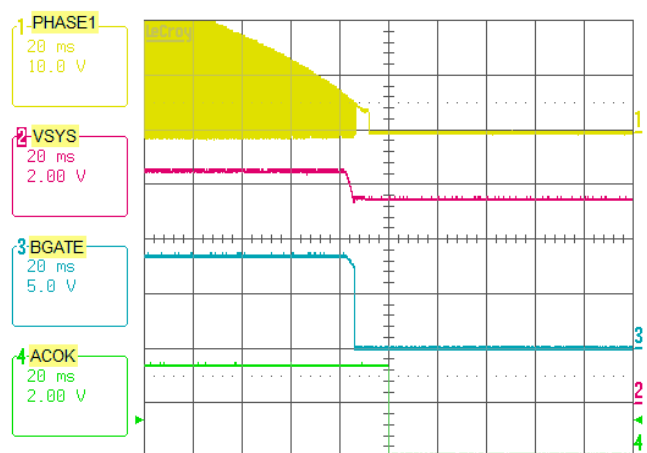 1 PHASE1
20 ms
10.0 V
LeCroy
1
2 VSYS
20 ms
2.00 V
3 BGATE
20 ms
5.0 V
3
4 ACOK
20 ms
2.00 V
2
4